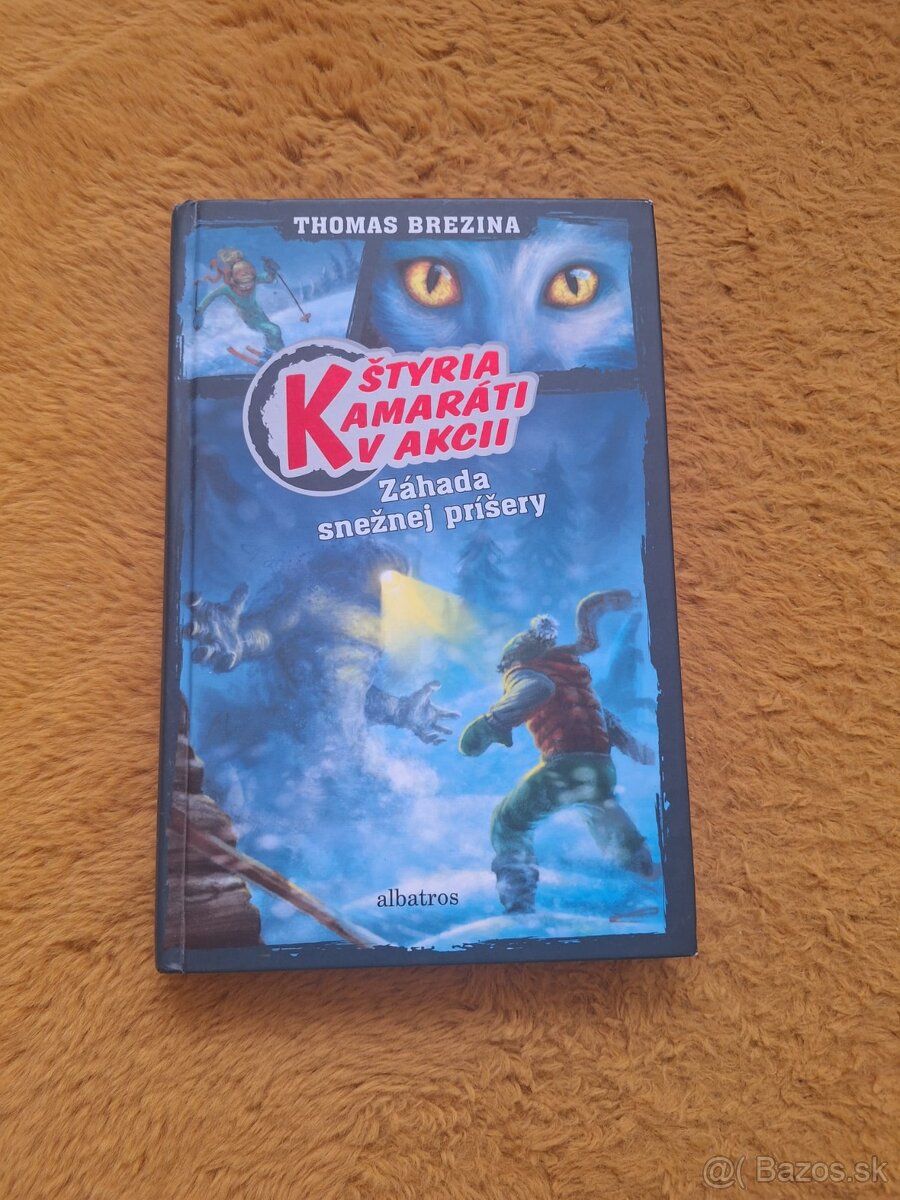 THOMAS BREZINA
ŠTYRIA
KAMARÁTI
V AKCII
Záhada
snežnej príšery
albatros
@( Bazos.sk